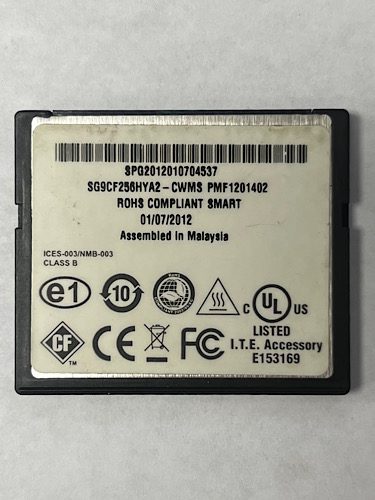 SPG2012010704537
SG9CF256HYA2-CWMS PMF1201402
ROHS COMPLIANT SMART
01/07/2012
Assembled in Malaysia
ICES-003/NMB-003
CLASS B
e1 10 C UL US
LISTED
I.T.E. Accessory
E153169
CF TM CE FC